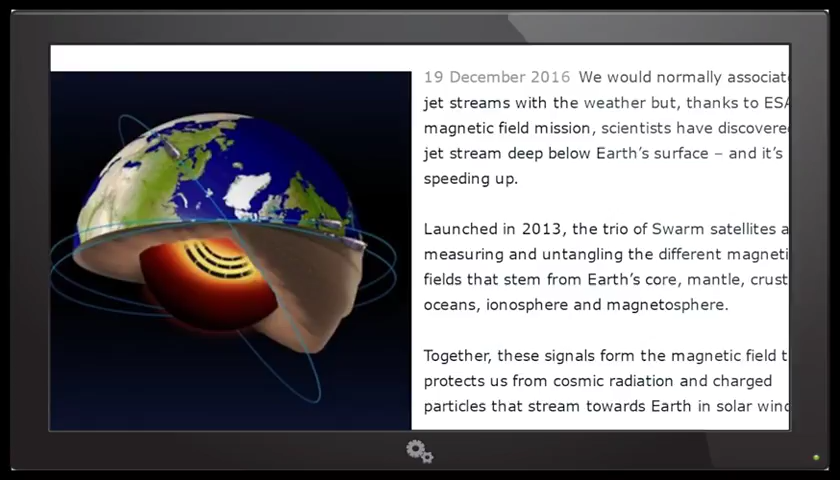 19 December 2016 We would normally associate
jet streams with the weather but, thanks to ESA
magnetic field mission, scientists have discovere
jet stream deep below Earth's surface – and it's
speeding up.
Launched in 2013, the trio of Swarm satellites a
measuring and untangling the different magneti
fields that stem from Earth's core, mantle, crust
oceans, ionosphere and magnetosphere.
Together, these signals form the magnetic field t
protects us from cosmic radiation and charged
particles that stream towards Earth in solar wind